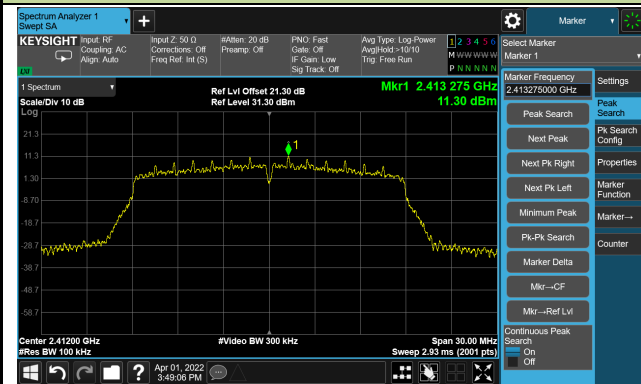 Spectrum Analyzer 1
Swept SA
Marker
KEYSIGHT
Input: RF
Coupling: AC
Align: Auto
Input Z: 50 Ω
Corrections: Off
Freq Ref: Int (S)
#Atten: 20 dB
Preamp: Off
PNO: Fast
Gate: Off
IF Gain: Low
Sig Track: Off
Avg Type: Log-Power
Avg|Hold:>10/10
Trig: Free Run
1 2 3 4 5 6
M W W W W W
P N N N N N
LXI
Select Marker
Marker 1
1 Spectrum
Scale/Div 10 dB
Log
Ref Lvl Offset 21.30 dB
Ref Level 31.30 dBm
Mkr1 2.413 275 GHz
11.30 dBm
21.3
11.3
1.30
-8.70
-18.7
-28.7
-38.7
-48.7
-58.7
1
Center 2.41200 GHz
#Res BW 100 kHz
#Video BW 300 kHz
Span 30.00 MHz
Sweep 2.93 ms (2001 pts)
Marker Frequency
2.413275000 GHz
Peak Search
Next Peak
Next Pk Right
Next Pk Left
Minimum Peak
Pk-Pk Search
Marker Delta
Mkr→CF
Mkr→Ref Lvl
Continuous Peak
Search
On
Off
Settings
Peak
Search
Pk Search
Config
Properties
Marker
Function
Marker→
Counter
Apr 01, 2022
3:49:06 PM